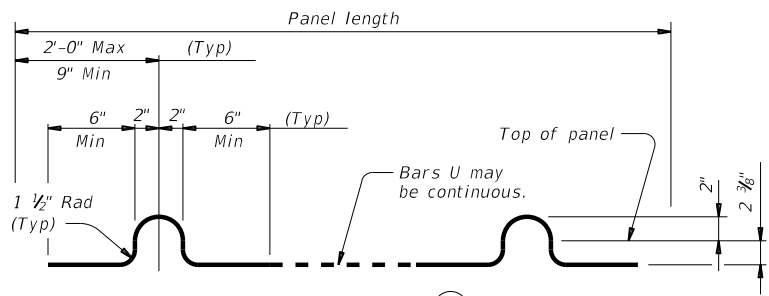 Panel length
2'-0" Max
(Typ)
9" Min
6"
2"
2"
6"
(Typ)
Min
Min
Top of panel
Bars U may
be continuous.
1 ½" Rad
(Typ)
2"
2 ⅜"